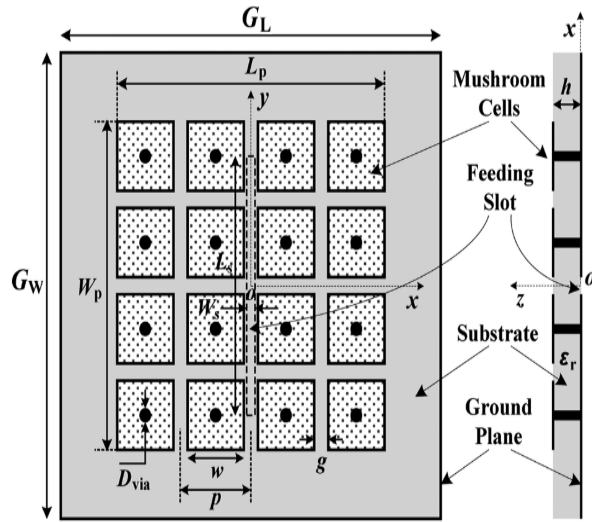 G_L
L_p
x
y
h
Mushroom
Cells
Feeding
Slot
G_W
W_p
L_s
W_s
o
x
z
o
Substrate
ε_r
Ground
Plane
D_via
w
g
p